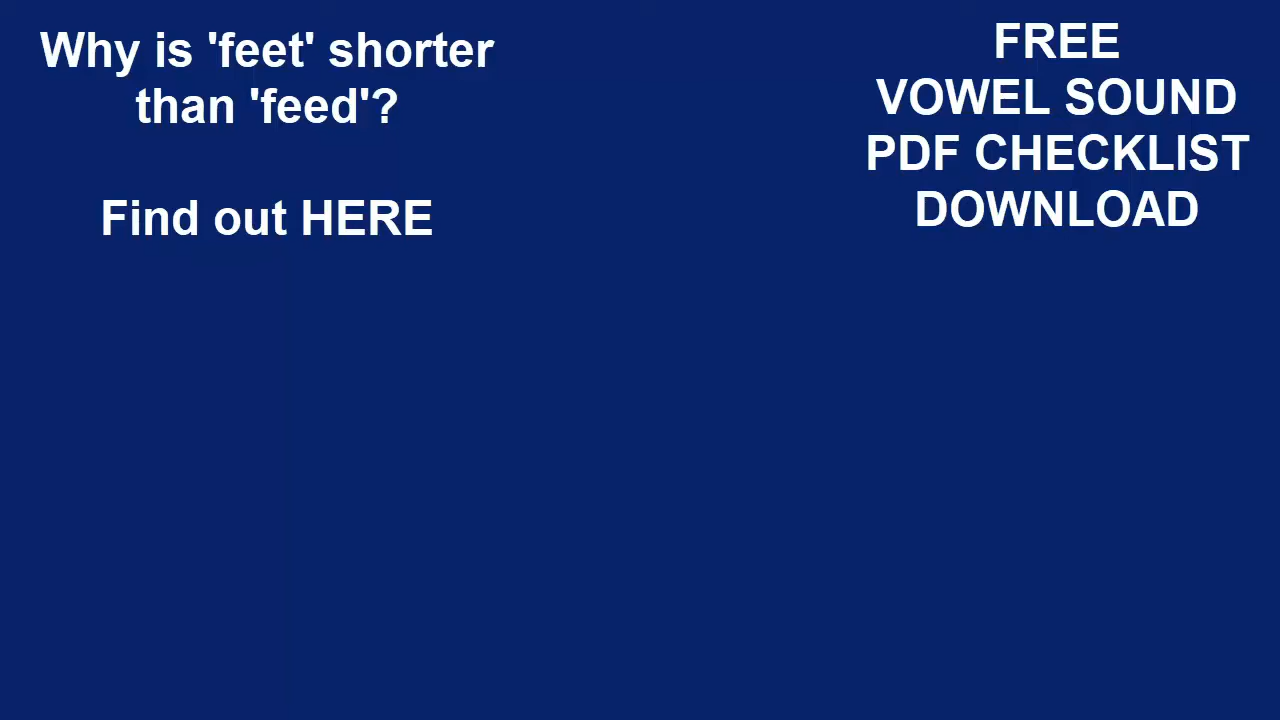 Why is 'feet' shorter
than 'feed'?
Find out HERE
FREE
VOWEL SOUND
PDF CHECKLIST
DOWNLOAD